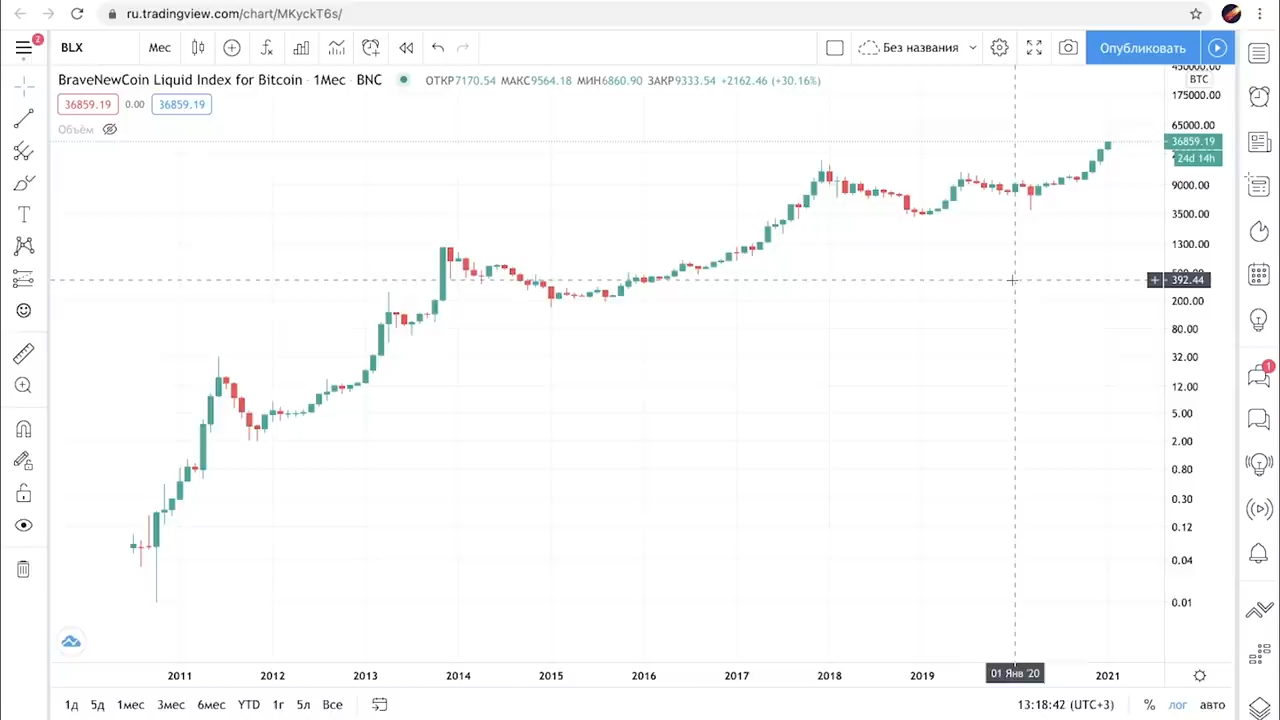 ru.tradingview.com/chart/MKyckT6s/
2
BLX
Мес
Без названия
Опубликовать
BraveNewCoin Liquid Index for Bitcoin · 1Мес BNC
ОТКР7170.54 МАКС9564.18 МИН6860.90 ЗАКР9333.54 +2162.46 (+30.16%)
36859.19 0.00 36859.19
Объём
450000.00
BTC
175000.00
65000.00
36859.19
24d 14h
9000.00
3500.00
1300.00
392.44
200.00
80.00
32.00
12.00
5.00
2.00
0.80
0.30
0.12
0.04
0.01
1
2011 2012 2013 2014 2015 2016 2017 2018 2019 01 Янв '20 2021
1д 5д 1мес 3мес 6мес YTD 1г 5л Все 13:18:42 (UTC+3) % лог авто